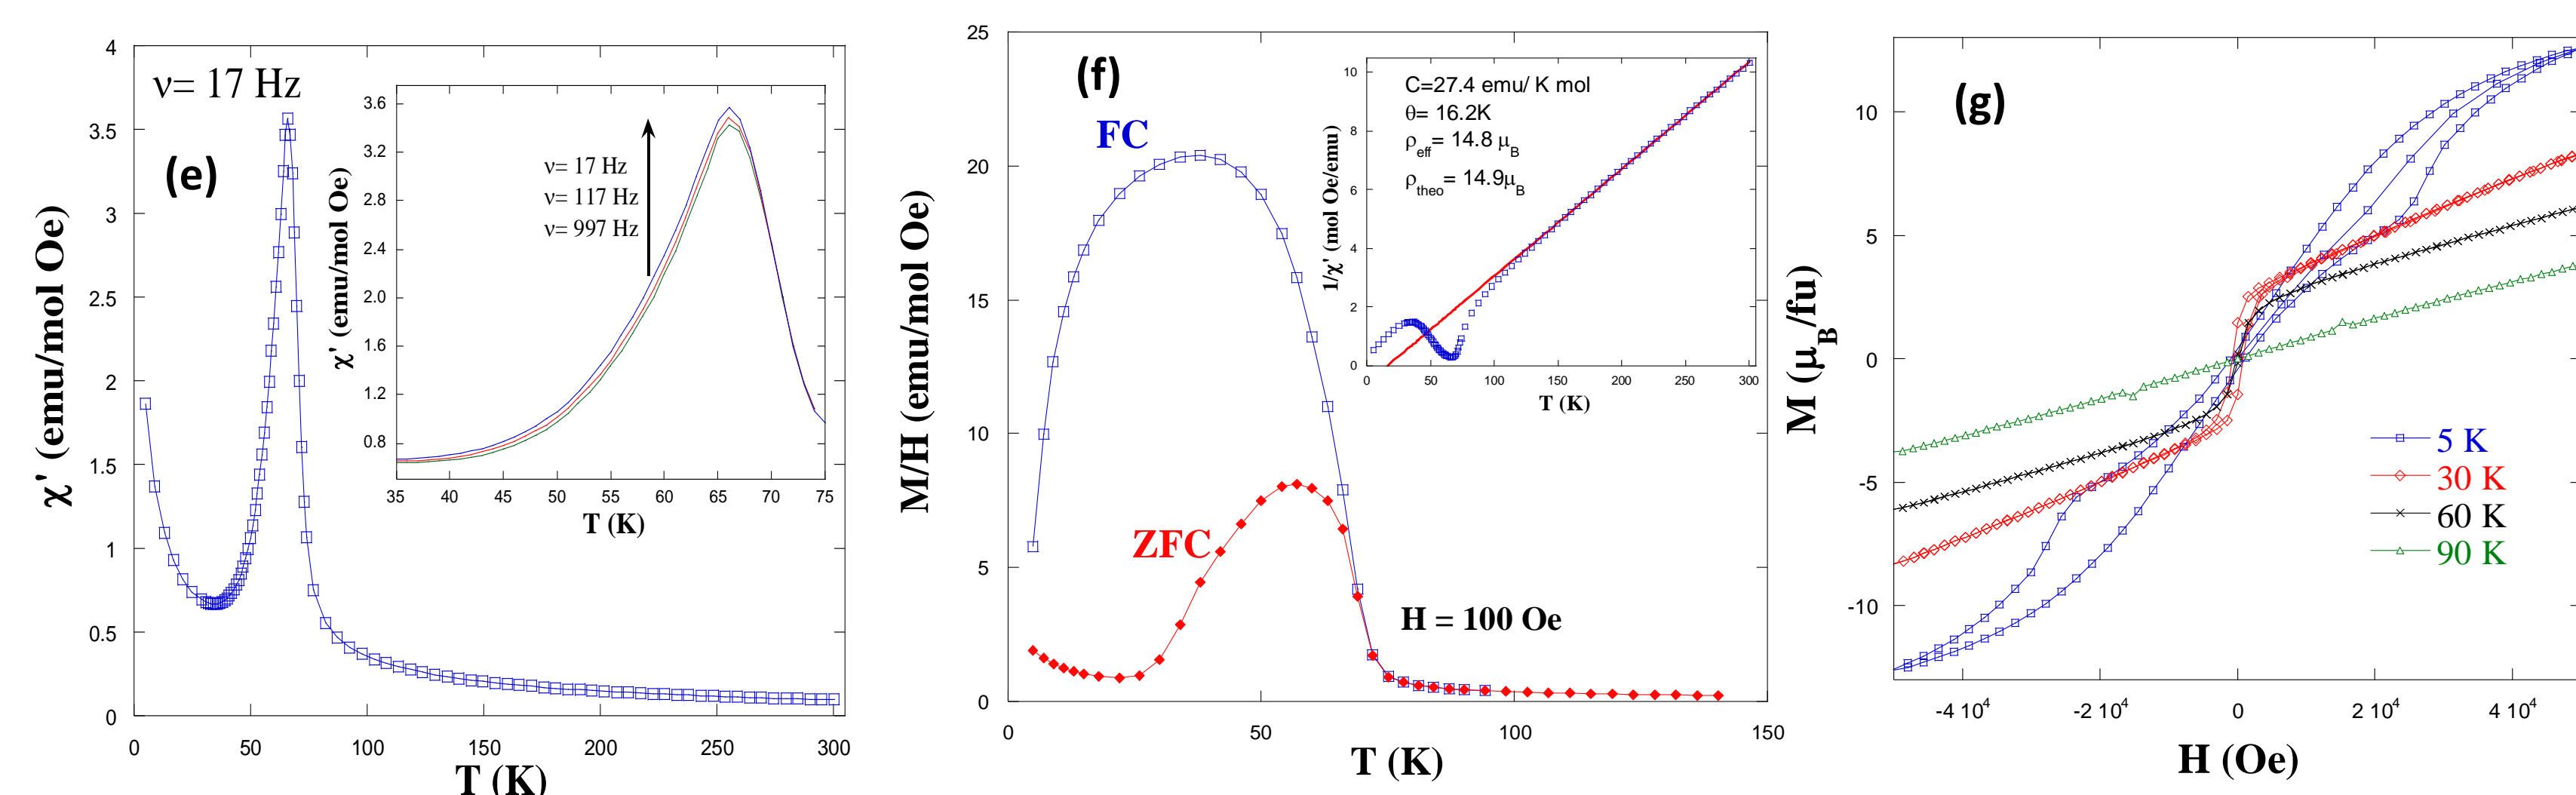 ν= 17 Hz
(e)
χ' (emu/mol Oe)
4
3.5
3
2.5
2
1.5
1
0.5
0
0 50 100 150 200 250 300
T (K)
χ' (emu/mol Oe)
3.6
3.2
2.8
2.4
2.0
1.6
1.2
0.8
ν= 17 Hz
ν= 117 Hz
ν= 997 Hz
35 40 45 50 55 60 65 70 75
T (K)
(f)
M/H (emu/mol Oe)
25
20
15
10
5
0
FC
ZFC
H = 100 Oe
0 50 100 150
T (K)
1/χ' (mol Oe/emu)
10
8
6
4
2
0
C=27.4 emu/ K mol
θ= 16.2K
ρeff= 14.8 μB
ρtheo= 14.9μB
0 50 100 150 200 250 300
T (K)
(g)
M (μB/fu)
10
5
0
-5
-10
5 K
30 K
60 K
90 K
-4 10⁴ -2 10⁴ 0 2 10⁴ 4 10⁴
H (Oe)